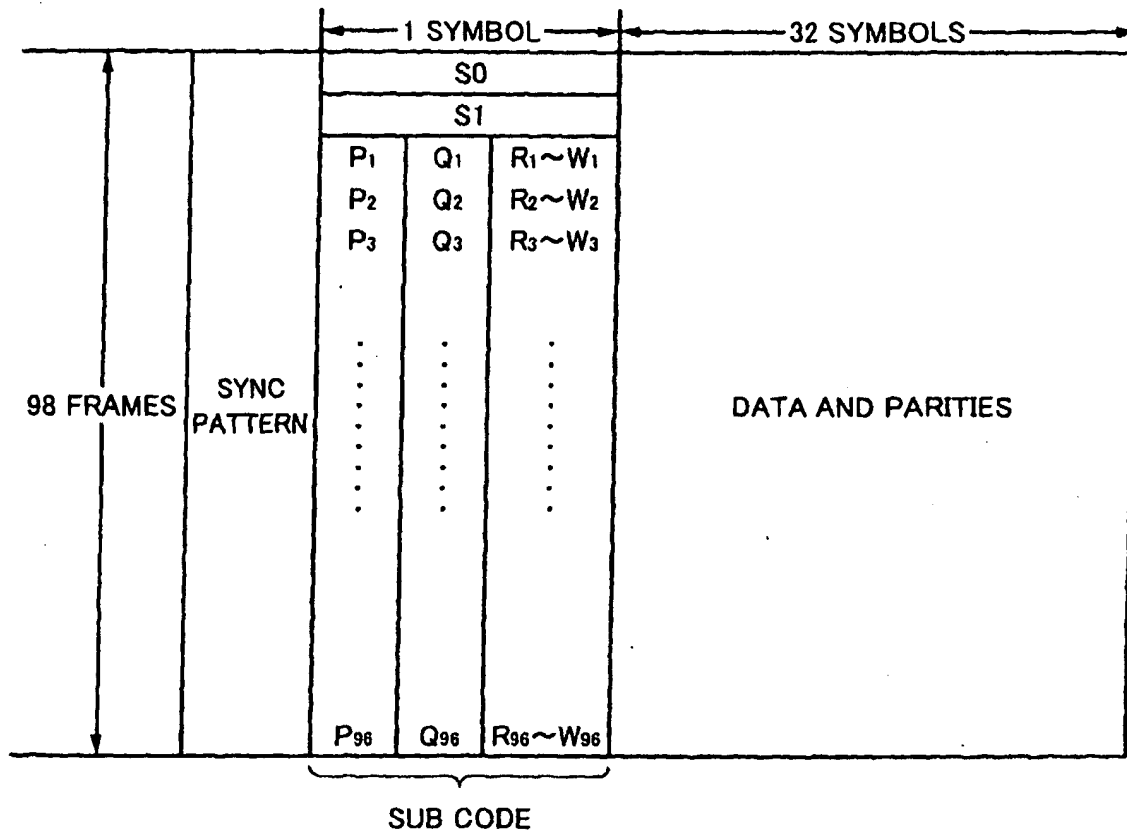 1 SYMBOL 32 SYMBOLS
S0
S1
P1 Q1 R1~W1
P2 Q2 R2~W2
P3 Q3 R3~W3
98 FRAMES
SYNC
PATTERN
DATA AND PARITIES
P96 Q96 R96~W96
SUB CODE